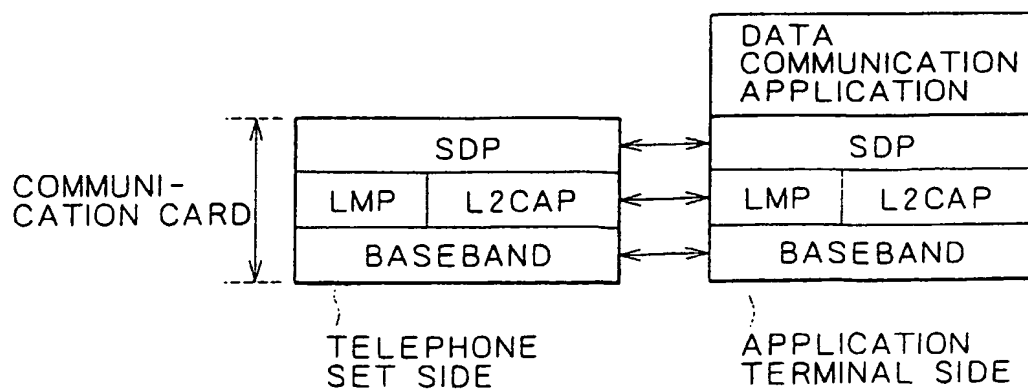 COMMUNI-
CATION CARD
SDP
LMP L2CAP
BASEBAND
TELEPHONE
SET SIDE
DATA
COMMUNICATION
APPLICATION
SDP
LMP L2CAP
BASEBAND
APPLICATION
TERMINAL SIDE